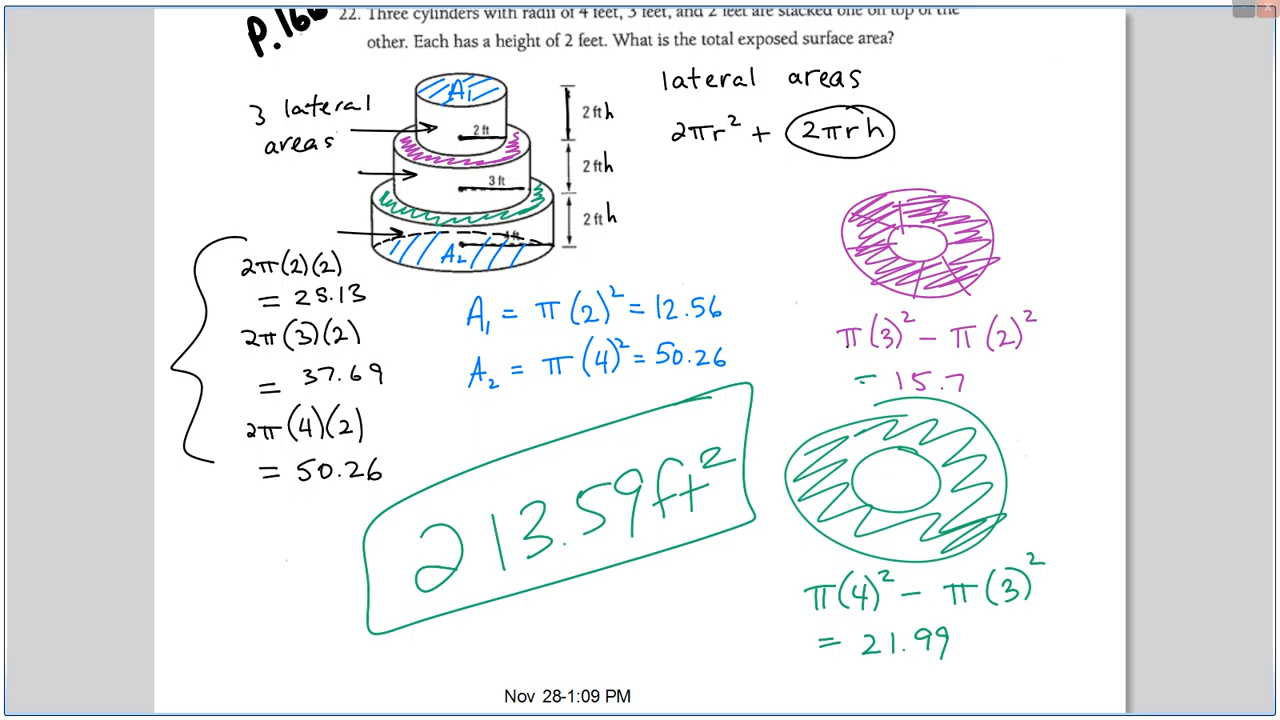 P.166
22. Three cylinders with radii of 4 feet, 3 feet, and 2 feet are stacked one on top of the
other. Each has a height of 2 feet. What is the total exposed surface area?
lateral areas
2πr² + 2πrh
3 lateral
areas
A₁
2 ft
2 ft h
3 ft
2 ft h
4 ft
2 ft h
A₂
2π(2)(2)
= 25.13
2π(3)(2)
= 37.69
2π(4)(2)
= 50.26
A₁ = π(2)² = 12.56
A₂ = π(4)² = 50.26
π(3)² − π(2)²
= 15.7
213.59 ft²
π(4)² − π(3)²
= 21.99
Nov 28-1:09 PM